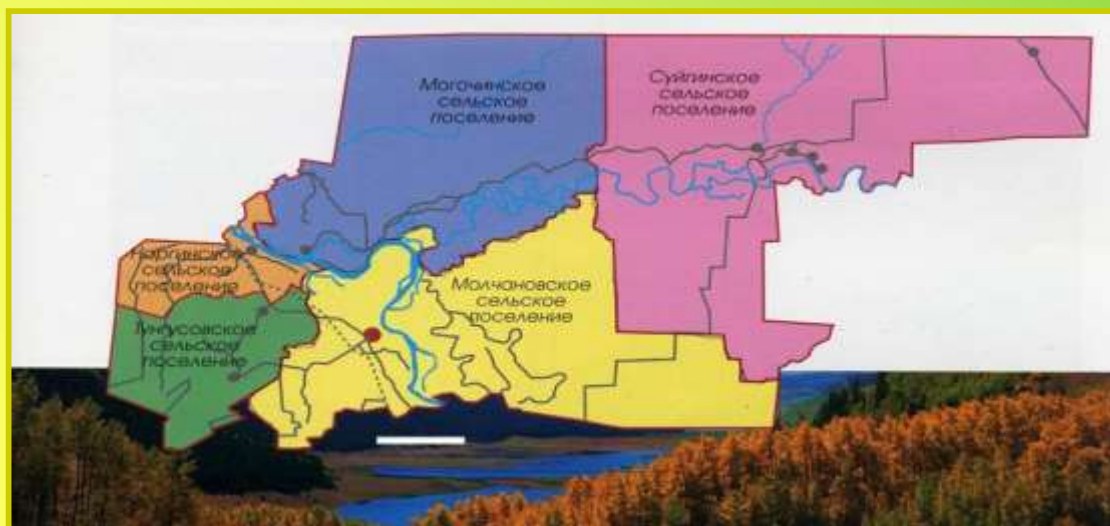 Могочинское
сельское
поселение
Суйгинское
сельское
поселение
Наргинское
сельское
поселение
Молчановское
сельское
поселение
Тунгусовское
сельское
поселение